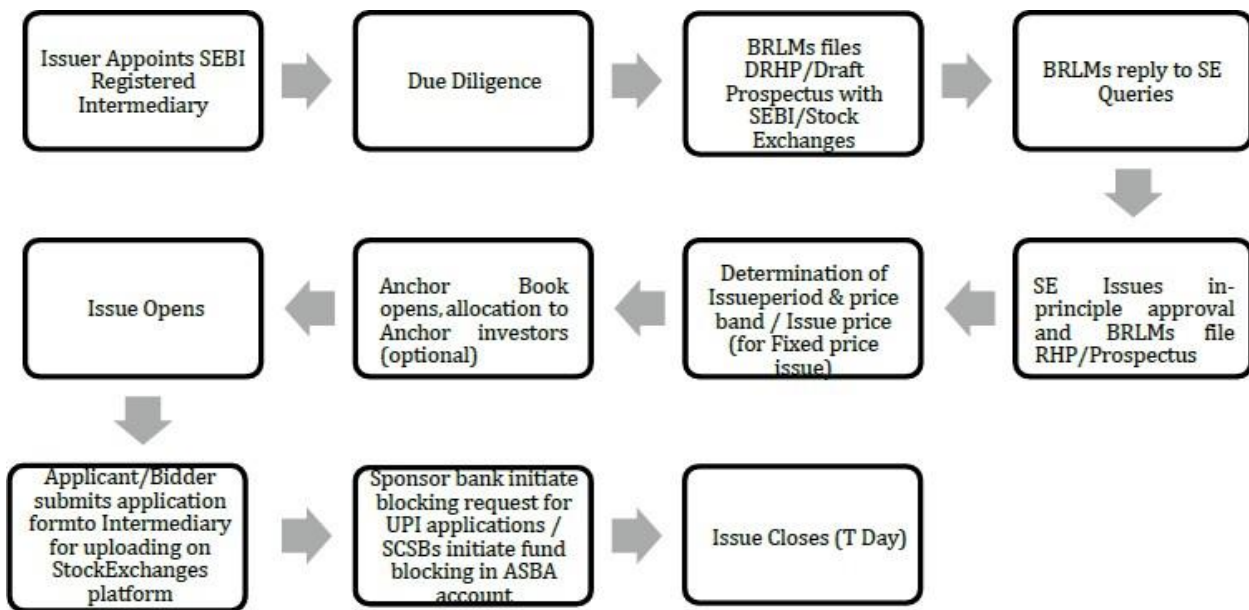 Issuer Appoints SEBI
Registered
Intermediary
Due Diligence
BRLMs files
DRHP/Draft
Prospectus with
SEBI/Stock
Exchanges
BRLMs reply to SE
Queries
SE Issues in-
principle approval
and BRLMs file
RHP/Prospectus
Determination of
Issueperiod & price
band / Issue price
(for Fixed price
issue)
Anchor Book
opens, allocation to
Anchor investors
(optional)
Issue Opens
Applicant/Bidder
submits application
formto Intermediary
for uploading on
StockExchanges
platform
Sponsor bank initiate
blocking request for
UPI applications /
SCSBs initiate fund
blocking in ASBA
account
Issue Closes (T Day)